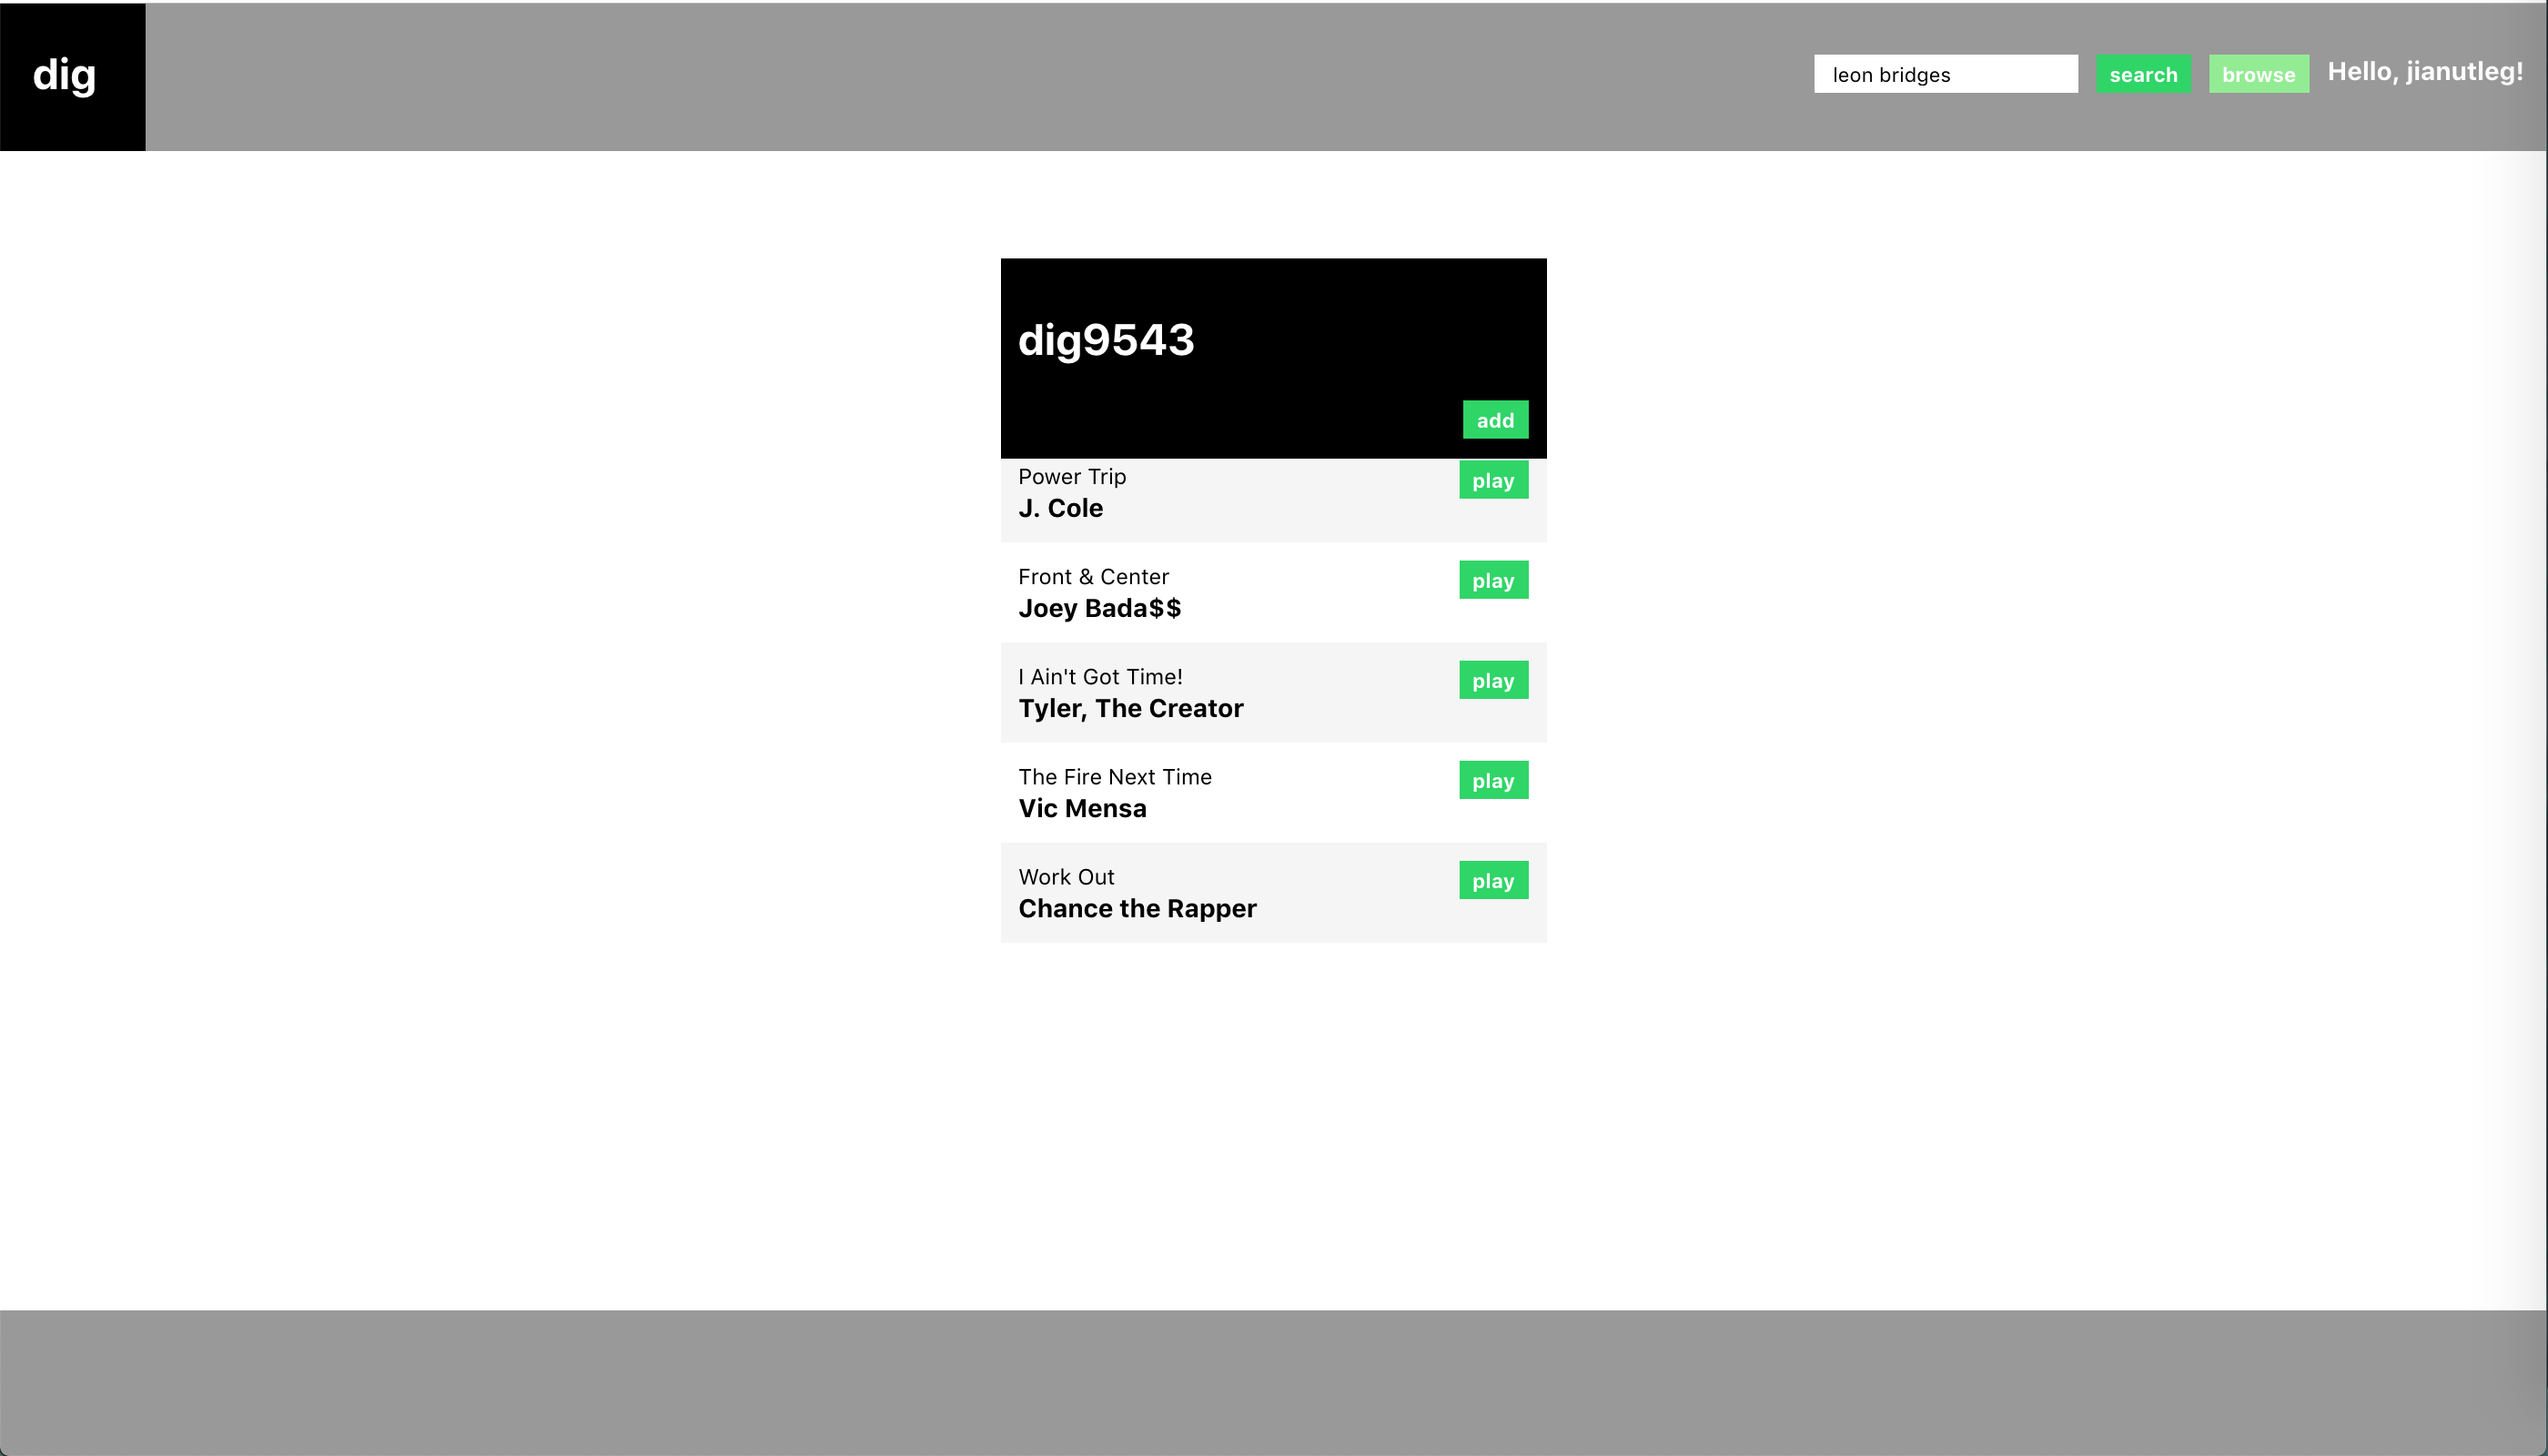 dig
leon bridges
search
browse
Hello, jianutleg!
dig9543
add
Power Trip
play
J. Cole
Front & Center
play
Joey Bada$$
I Ain't Got Time!
play
Tyler, The Creator
The Fire Next Time
play
Vic Mensa
Work Out
play
Chance the Rapper